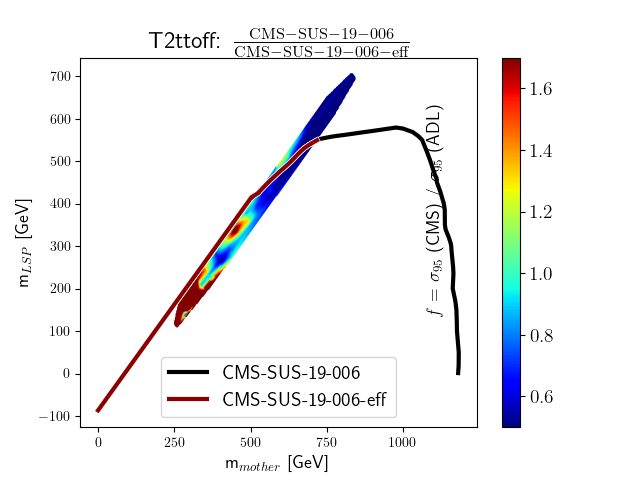 T2ttoff: CMS−SUS−19−006 / CMS−SUS−19−006−eff
700
600
500
400
300
200
100
0
−100
m_LSP [GeV]
0 250 500 750 1000
m_mother [GeV]
CMS-SUS-19-006
CMS-SUS-19-006-eff
1.6
1.4
1.2
1.0
0.8
0.6
f = σ_95 (CMS) / σ_95 (ADL)